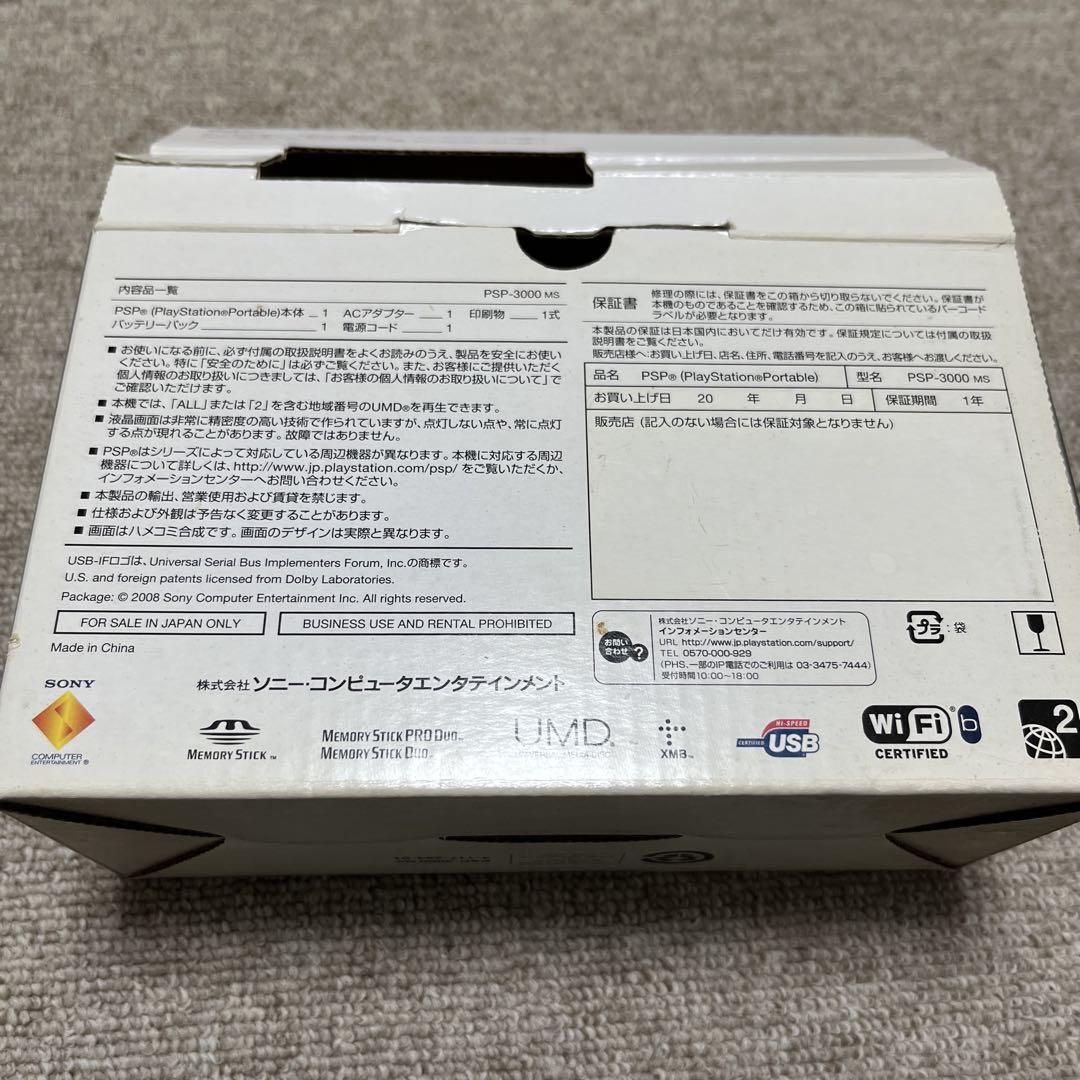 内容品一覧 PSP-3000 MS
PSP® (PlayStation®Portable)本体 1 ACアダプター 1 印刷物 1式
バッテリーパック 1 電源コード 1
■ お使いになる前に、必ず付属の取扱説明書をよくお読みのうえ、製品を安全にお使い
ください。特に「安全のために」は必ずご覧ください。また、お客様にご提供いただく
個人情報のお取り扱いにつきましては、「お客様の個人情報のお取り扱いについて」で
ご確認いただけます。
■ 本機では、「ALL」または「2」を含む地域番号のUMD®を再生できます。
■ 液晶画面は非常に精密度の高い技術で作られていますが、点灯しない点や、常に点灯
する点が現れることがあります。故障ではありません。
■ PSP®はシリーズによって対応している周辺機器が異なります。本機に対応する周辺
機器について詳しくは、http://www.jp.playstation.com/psp/ をご覧いただくか、
インフォメーションセンターへお問い合わせください。
■ 本製品の輸出、営業使用および賃貸を禁じます。
■ 仕様および外観は予告なく変更することがあります。
■ 画面はハメコミ合成です。画面のデザインは実際と異なります。
USB-IFロゴは、Universal Serial Bus Implementers Forum, Inc.の商標です。
U.S. and foreign patents licensed from Dolby Laboratories.
Package: © 2008 Sony Computer Entertainment Inc. All rights reserved.
FOR SALE IN JAPAN ONLY
BUSINESS USE AND RENTAL PROHIBITED
Made in China
株式会社 ソニー・コンピュータエンタテインメント
保証書
修理の際には、保証書をこの箱から切り取らないでください。保証書が
本機のものであることを確認するため、この箱に貼られているバーコード
ラベルが必要となります。
本製品の保証は日本国内においてだけ有効です。保証規定については付属の取扱
説明書をご覧ください。
販売店様へ:お買い上げ日、店名、住所、電話番号を記入のうえ、お客様へお渡しください。
品名 PSP® (PlayStation®Portable) 型名 PSP-3000 MS
お買い上げ日 20 年 月 日 保証期間 1年
販売店 (記入のない場合には保証対象となりません)
お問い
合わせ ?
株式会社ソニー・コンピュータエンタテインメント
インフォメーションセンター
URL http://www.jp.playstation.com/support/
TEL 0570-000-929
(PHS、一部のIP電話でのご利用は 03-3475-7444)
受付時間10:00～18:00
プラ : 袋
SONY
COMPUTER
ENTERTAINMENT ®
MEMORY STICK ™
MEMORY STICK PRO DUO™
MEMORY STICK DUO™
UMD
XMB™
HI-SPEED
CERTIFIED USB
Wi Fi ® b
CERTIFIED
2